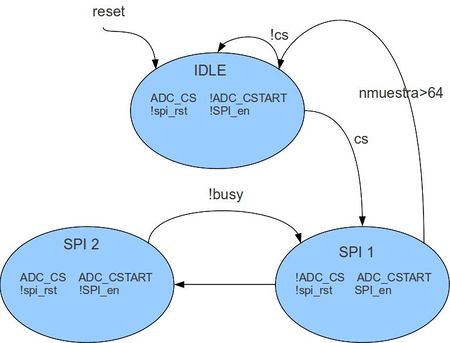 reset
!cs
IDLE
ADC_CS !ADC_CSTART
!spi_rst !SPI_en
nmuestra>64
cs
!busy
SPI 2
ADC_CS ADC_CSTART
!spi_rst !SPI_en
SPI 1
!ADC_CS ADC_CSTART
!spi_rst SPI_en